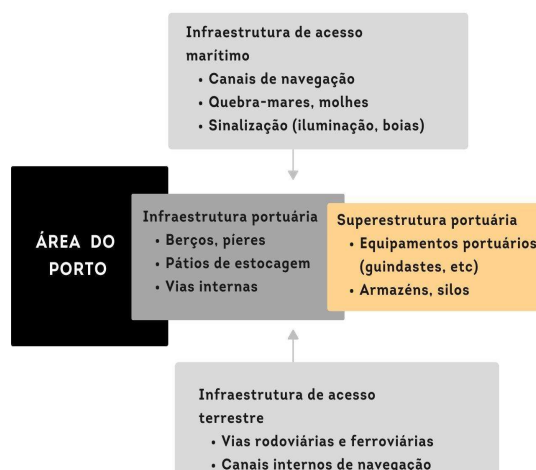 Infraestrutura de acesso
marítimo
• Canais de navegação
• Quebra-mares, molhes
• Sinalização (iluminação, boias)
ÁREA DO
PORTO
Infraestrutura portuária
• Berços, píeres
• Pátios de estocagem
• Vias internas
Superestrutura portuária
• Equipamentos portuários
(guindastes, etc)
• Armazéns, silos
Infraestrutura de acesso
terrestre
• Vias rodoviárias e ferroviárias
• Canais internos de navegação